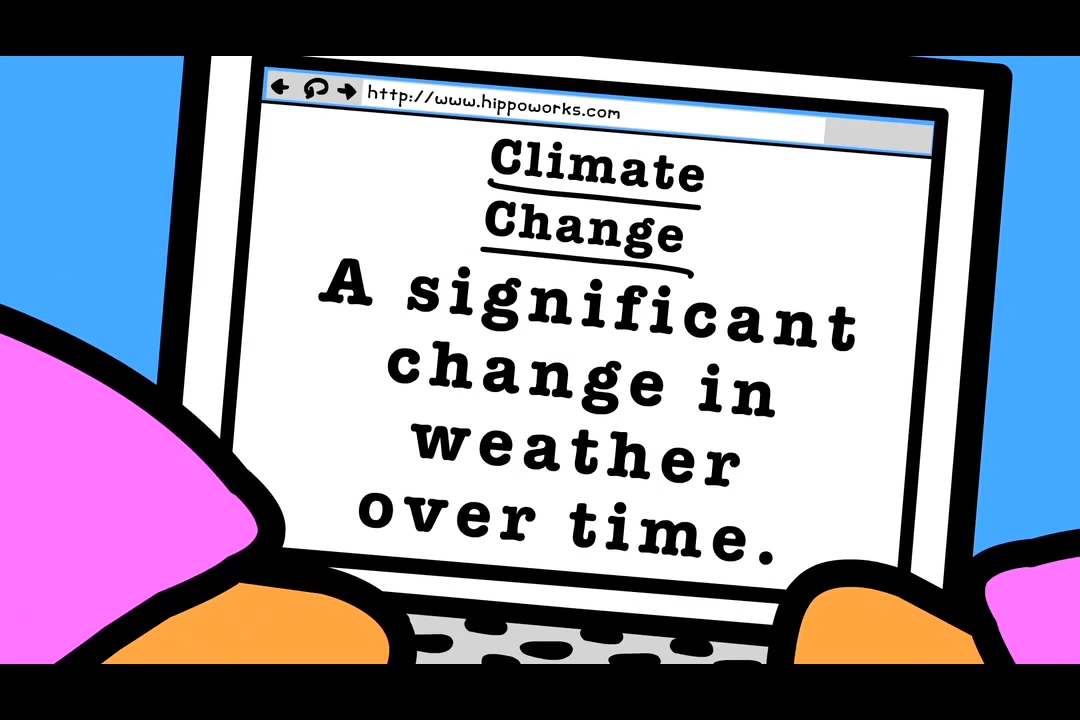 http://www.hippoworks.com
Climate
Change
A significant
change in
weather
over time.